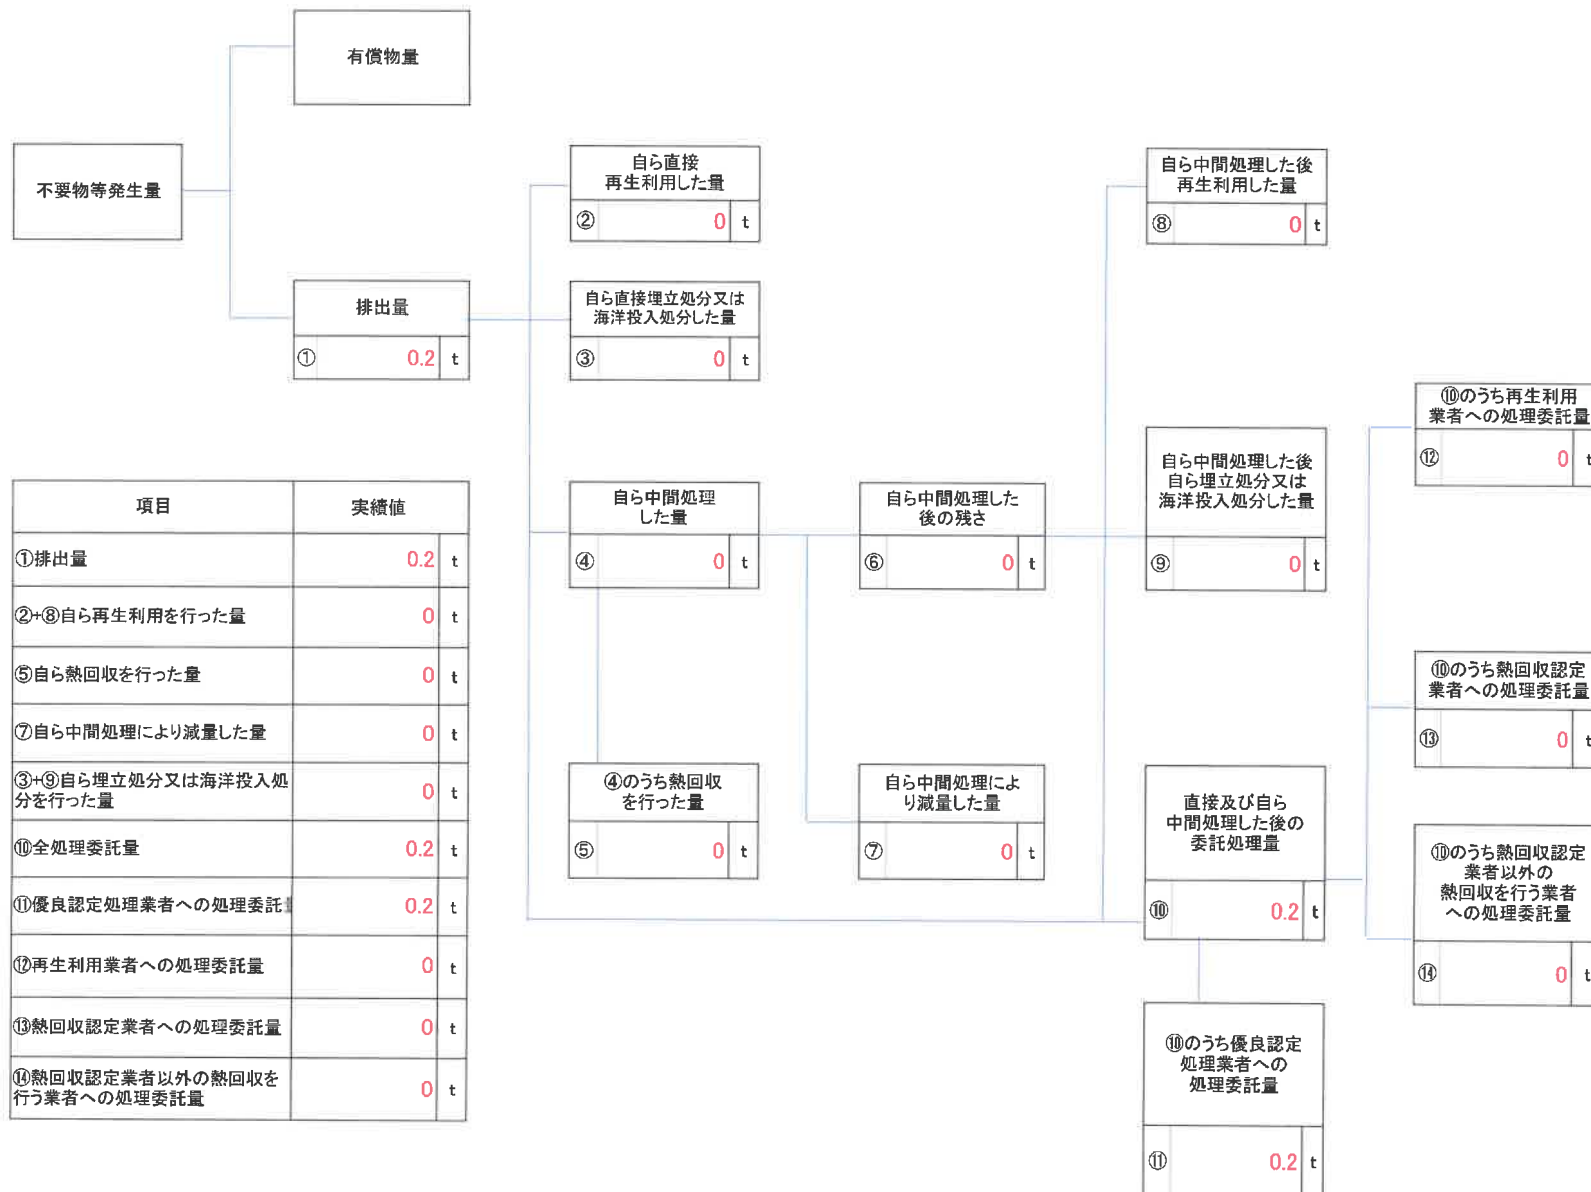 有償物量
不要物等発生量
排出量
① 0.2 t
自ら直接
再生利用した量
② 0 t
自ら直接埋立処分又は
海洋投入処分した量
③ 0 t
自ら中間処理
した量
④ 0 t
④のうち熱回収
を行った量
⑤ 0 t
自ら中間処理した
後の残さ
⑥ 0 t
自ら中間処理によ
り減量した量
⑦ 0 t
自ら中間処理した後
再生利用した量
⑧ 0 t
自ら中間処理した後
自ら埋立処分又は
海洋投入処分した量
⑨ 0 t
直接及び自ら
中間処理した後の
委託処理量
⑩ 0.2 t
⑩のうち優良認定
処理業者への
処理委託量
⑪ 0.2 t
⑩のうち再生利用
業者への処理委託量
⑫ 0 t
⑩のうち熱回収認定
業者への処理委託量
⑬ 0 t
⑩のうち熱回収認定
業者以外の
熱回収を行う業者
への処理委託量
⑭ 0 t
項目 実績値
①排出量 0.2 t
②+⑧自ら再生利用を行った量 0 t
⑤自ら熱回収を行った量 0 t
⑦自ら中間処理により減量した量 0 t
③+⑨自ら埋立処分又は海洋投入処
分を行った量 0 t
⑩全処理委託量 0.2 t
⑪優良認定処理業者への処理委託 0.2 t
⑫再生利用業者への処理委託量 0 t
⑬熱回収認定業者への処理委託量 0 t
⑭熱回収認定業者以外の熱回収を
行う業者への処理委託量 0 t